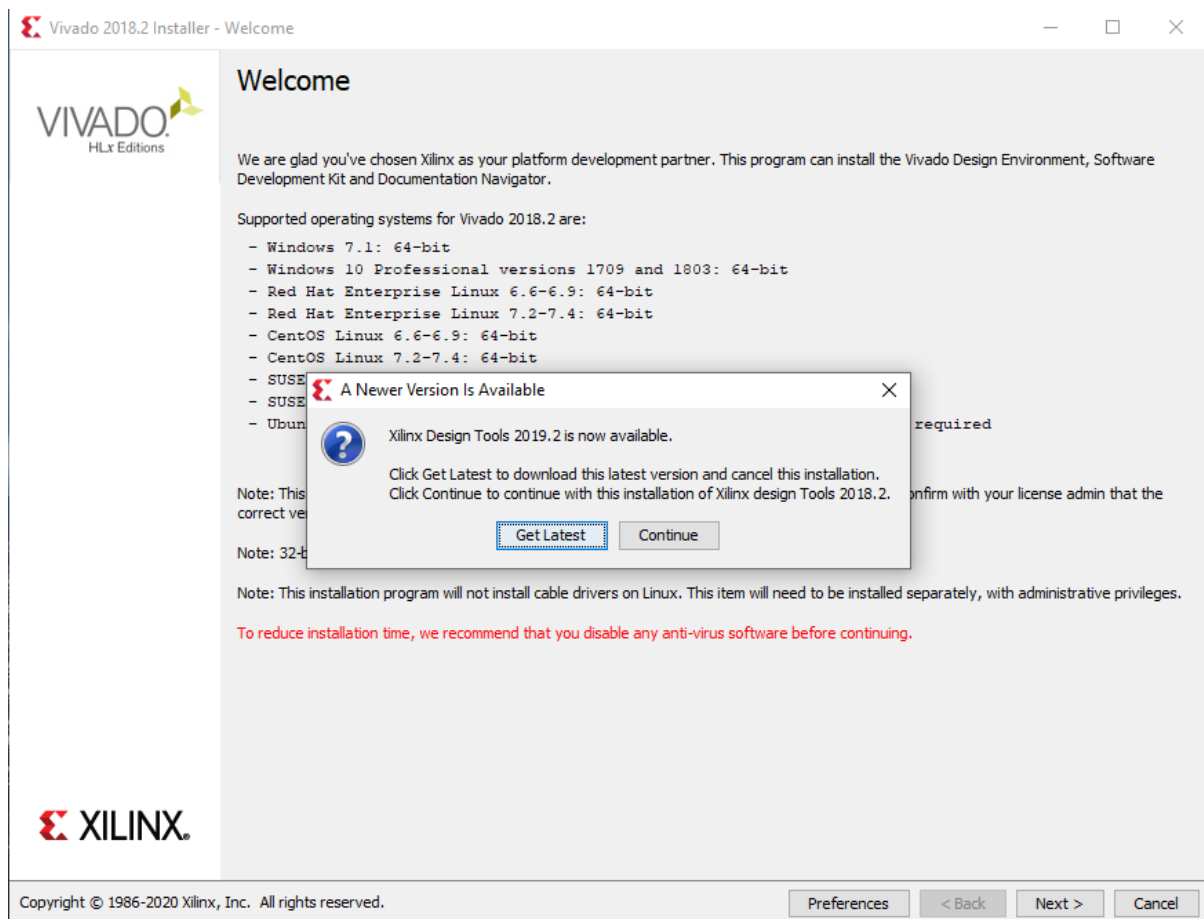 Vivado 2018.2 Installer - Welcome
VIVADO.
HLx Editions
Welcome
We are glad you've chosen Xilinx as your platform development partner. This program can install the Vivado Design Environment, Software
Development Kit and Documentation Navigator.
Supported operating systems for Vivado 2018.2 are:
- Windows 7.1: 64-bit
- Windows 10 Professional versions 1709 and 1803: 64-bit
- Red Hat Enterprise Linux 6.6-6.9: 64-bit
- Red Hat Enterprise Linux 7.2-7.4: 64-bit
- CentOS Linux 6.6-6.9: 64-bit
- CentOS Linux 7.2-7.4: 64-bit
- SUSE
- SUSE
- Ubun required
A Newer Version Is Available
Xilinx Design Tools 2019.2 is now available.
Click Get Latest to download this latest version and cancel this installation.
Click Continue to continue with this installation of Xilinx design Tools 2018.2.
Get Latest Continue
Note: This onfirm with your license admin that the
correct ve
Note: 32-b
Note: This installation program will not install cable drivers on Linux. This item will need to be installed separately, with administrative privileges.
To reduce installation time, we recommend that you disable any anti-virus software before continuing.
XILINX.
Copyright © 1986-2020 Xilinx, Inc. All rights reserved.
Preferences < Back Next > Cancel